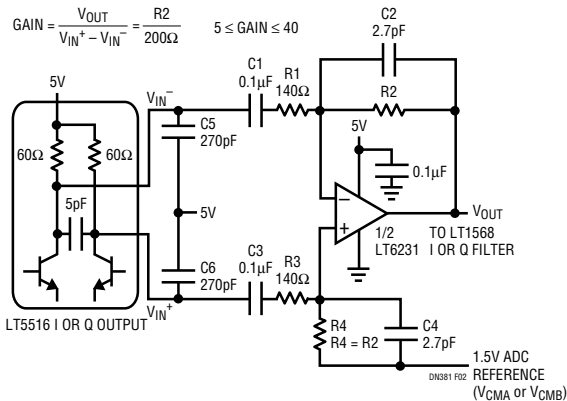 GAIN = VOUT / (VIN+ – VIN–) = R2 / 200Ω
5 ≤ GAIN ≤ 40
C2
2.7pF
C1
0.1µF
R1
140Ω
R2
5V
VIN–
60Ω
60Ω
C5
270pF
5V
0.1µF
5pF
5V
–
+
VOUT
1/2
LT6231
TO LT1568
I OR Q FILTER
C6
270pF
C3
0.1µF
R3
140Ω
VIN+
LT5516 I OR Q OUTPUT
R4
R4 = R2
C4
2.7pF
DN381 F02
1.5V ADC
REFERENCE
(VCMA or VCMB)